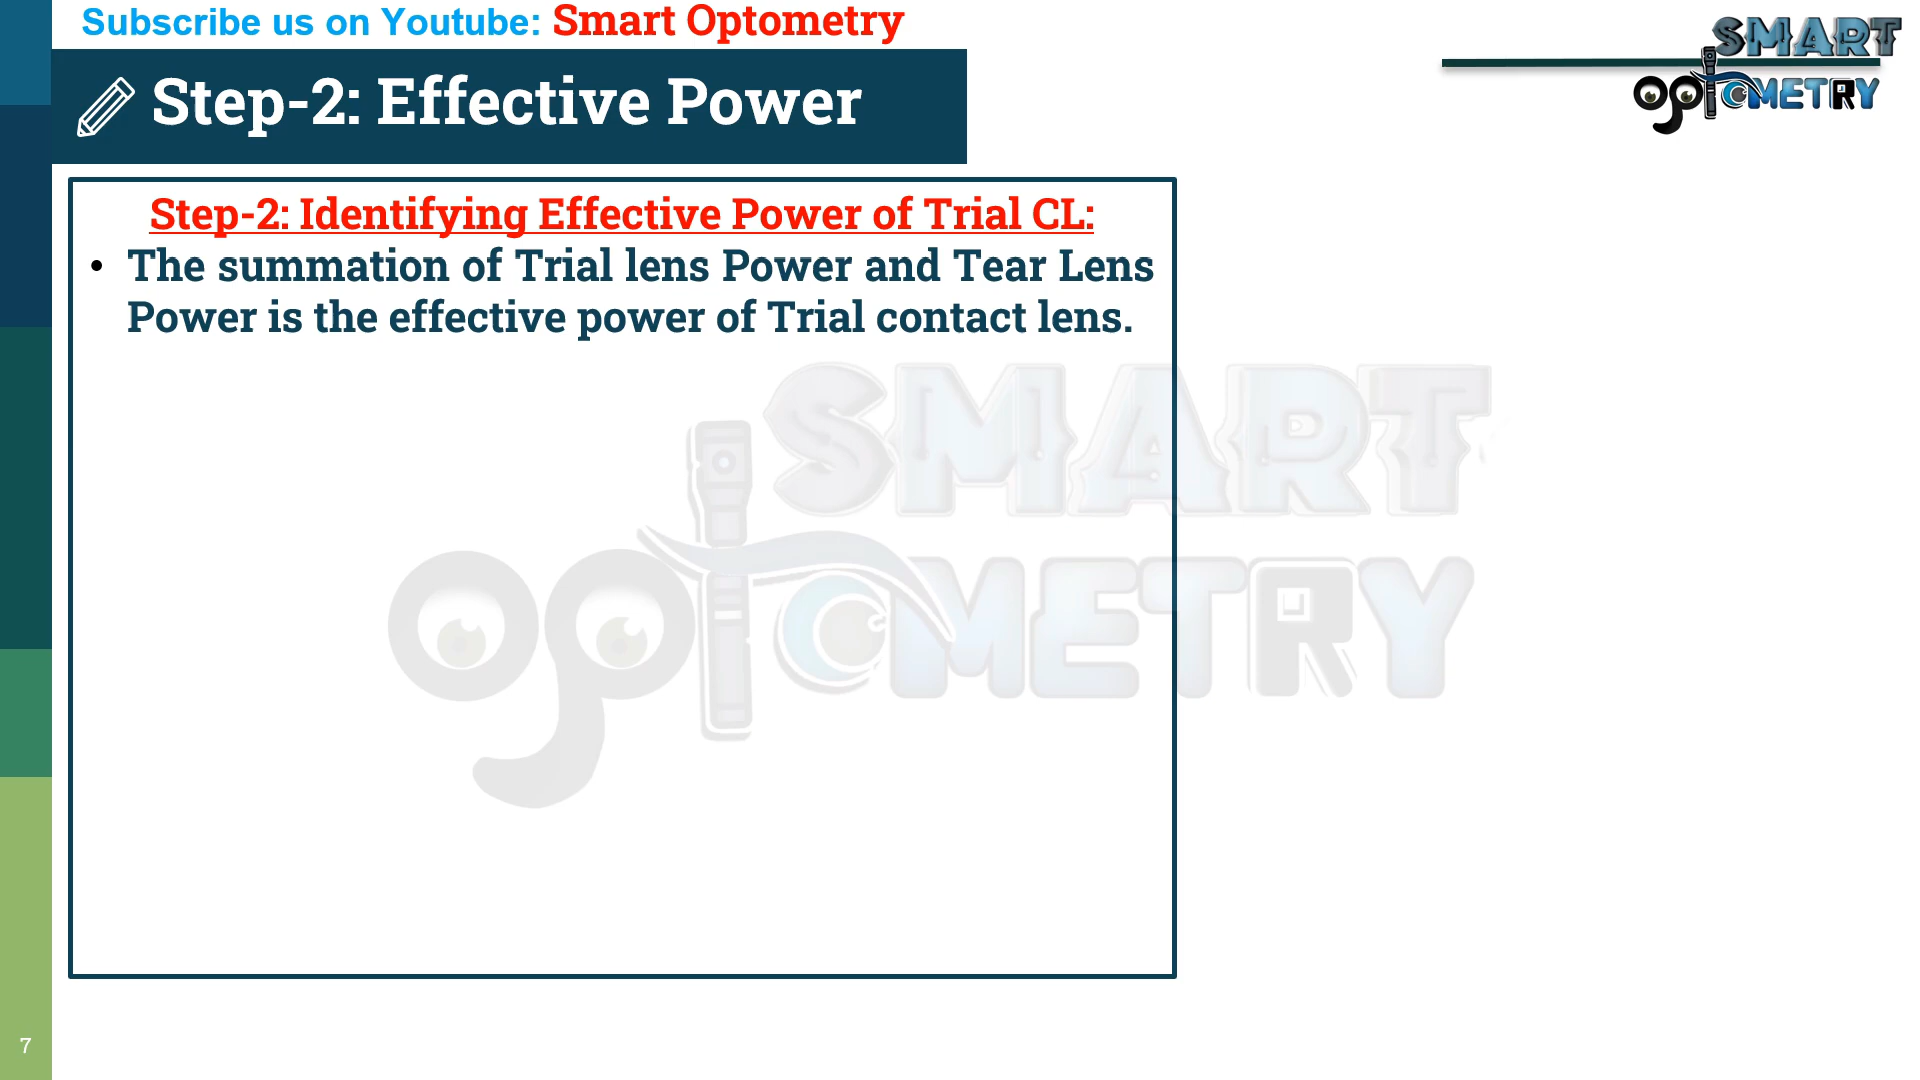 Subscribe us on Youtube: Smart Optometry
SMART
OPTOMETRY
Step-2: Effective Power
Step-2: Identifying Effective Power of Trial CL:
• The summation of Trial lens Power and Tear Lens
Power is the effective power of Trial contact lens.
SMART
OPTOMETRY
7